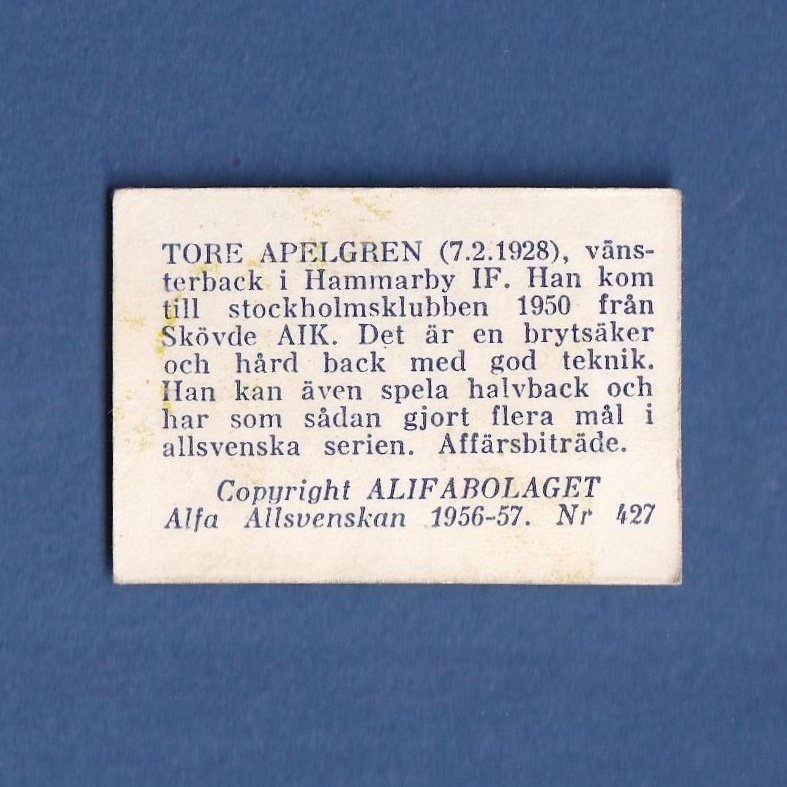 TORE APELGREN (7.2.1928), väns-
terback i Hammarby IF. Han kom
till stockholmsklubben 1950 från
Skövde AIK. Det är en brytsäker
och hård back med god teknik.
Han kan även spela halvback och
har som sådan gjort flera mål i
allsvenska serien. Affärsbiträde.
Copyright ALIFABOLAGET
Alfa Allsvenskan 1956-57. Nr 427